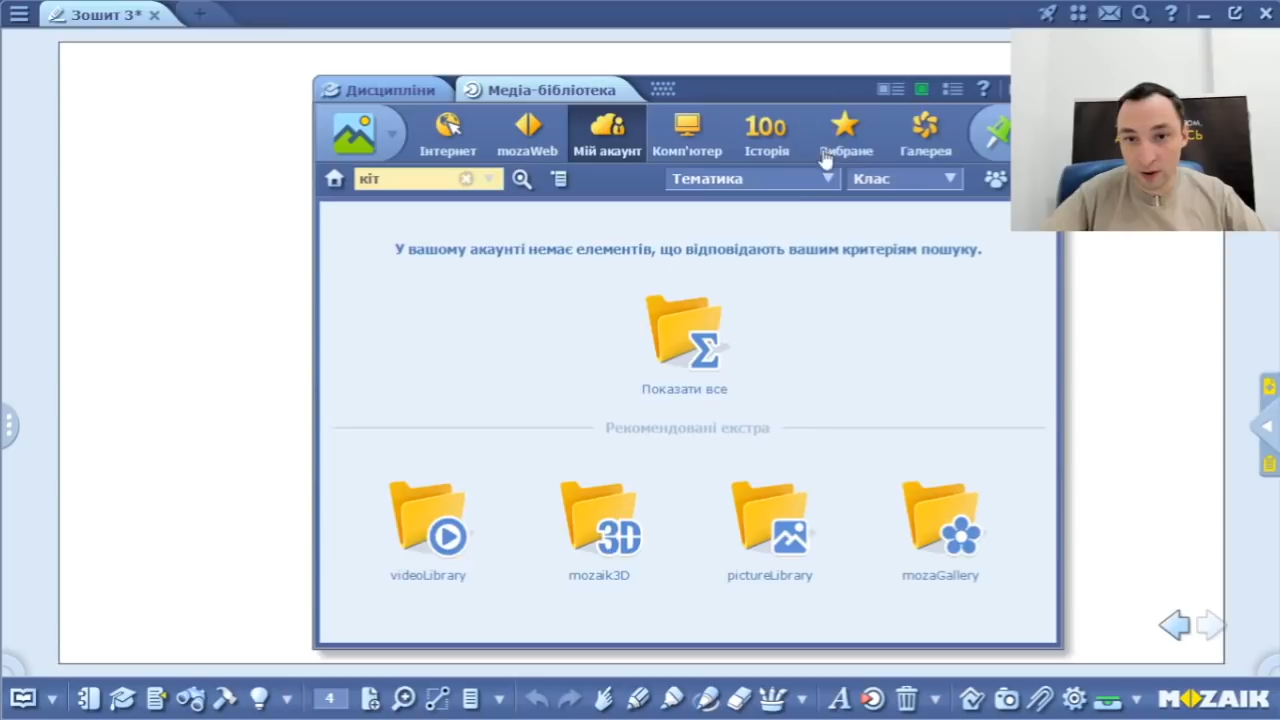 Зошит 3*
Дисципліни
Медіа-бібліотека
Інтернет
mozaWeb
Мій акаунт
Комп'ютер
100
Історія
Вибране
Галерея
кіт
Тематика
Клас
У вашому акаунті немає елементів, що відповідають вашим критеріям пошуку.
Показати все
Рекомендовані екстра
videoLibrary
3D
mozaik3D
pictureLibrary
mozaGallery
4
MOZAIK